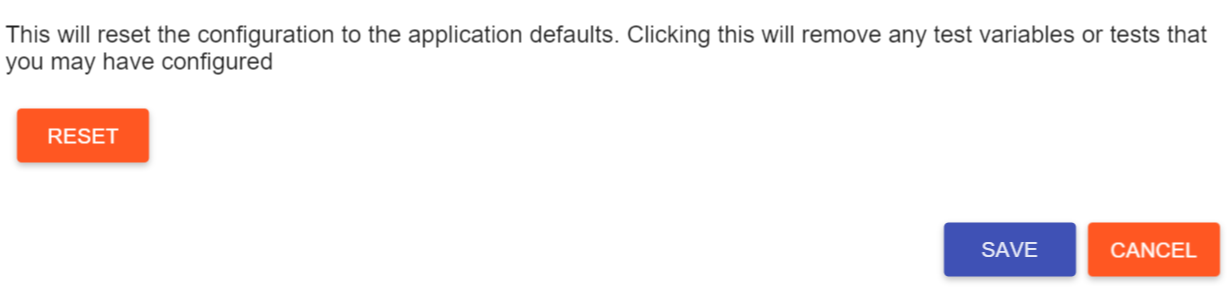 This will reset the configuration to the application defaults. Clicking this will remove any test variables or tests that
you may have configured
RESET
SAVE
CANCEL